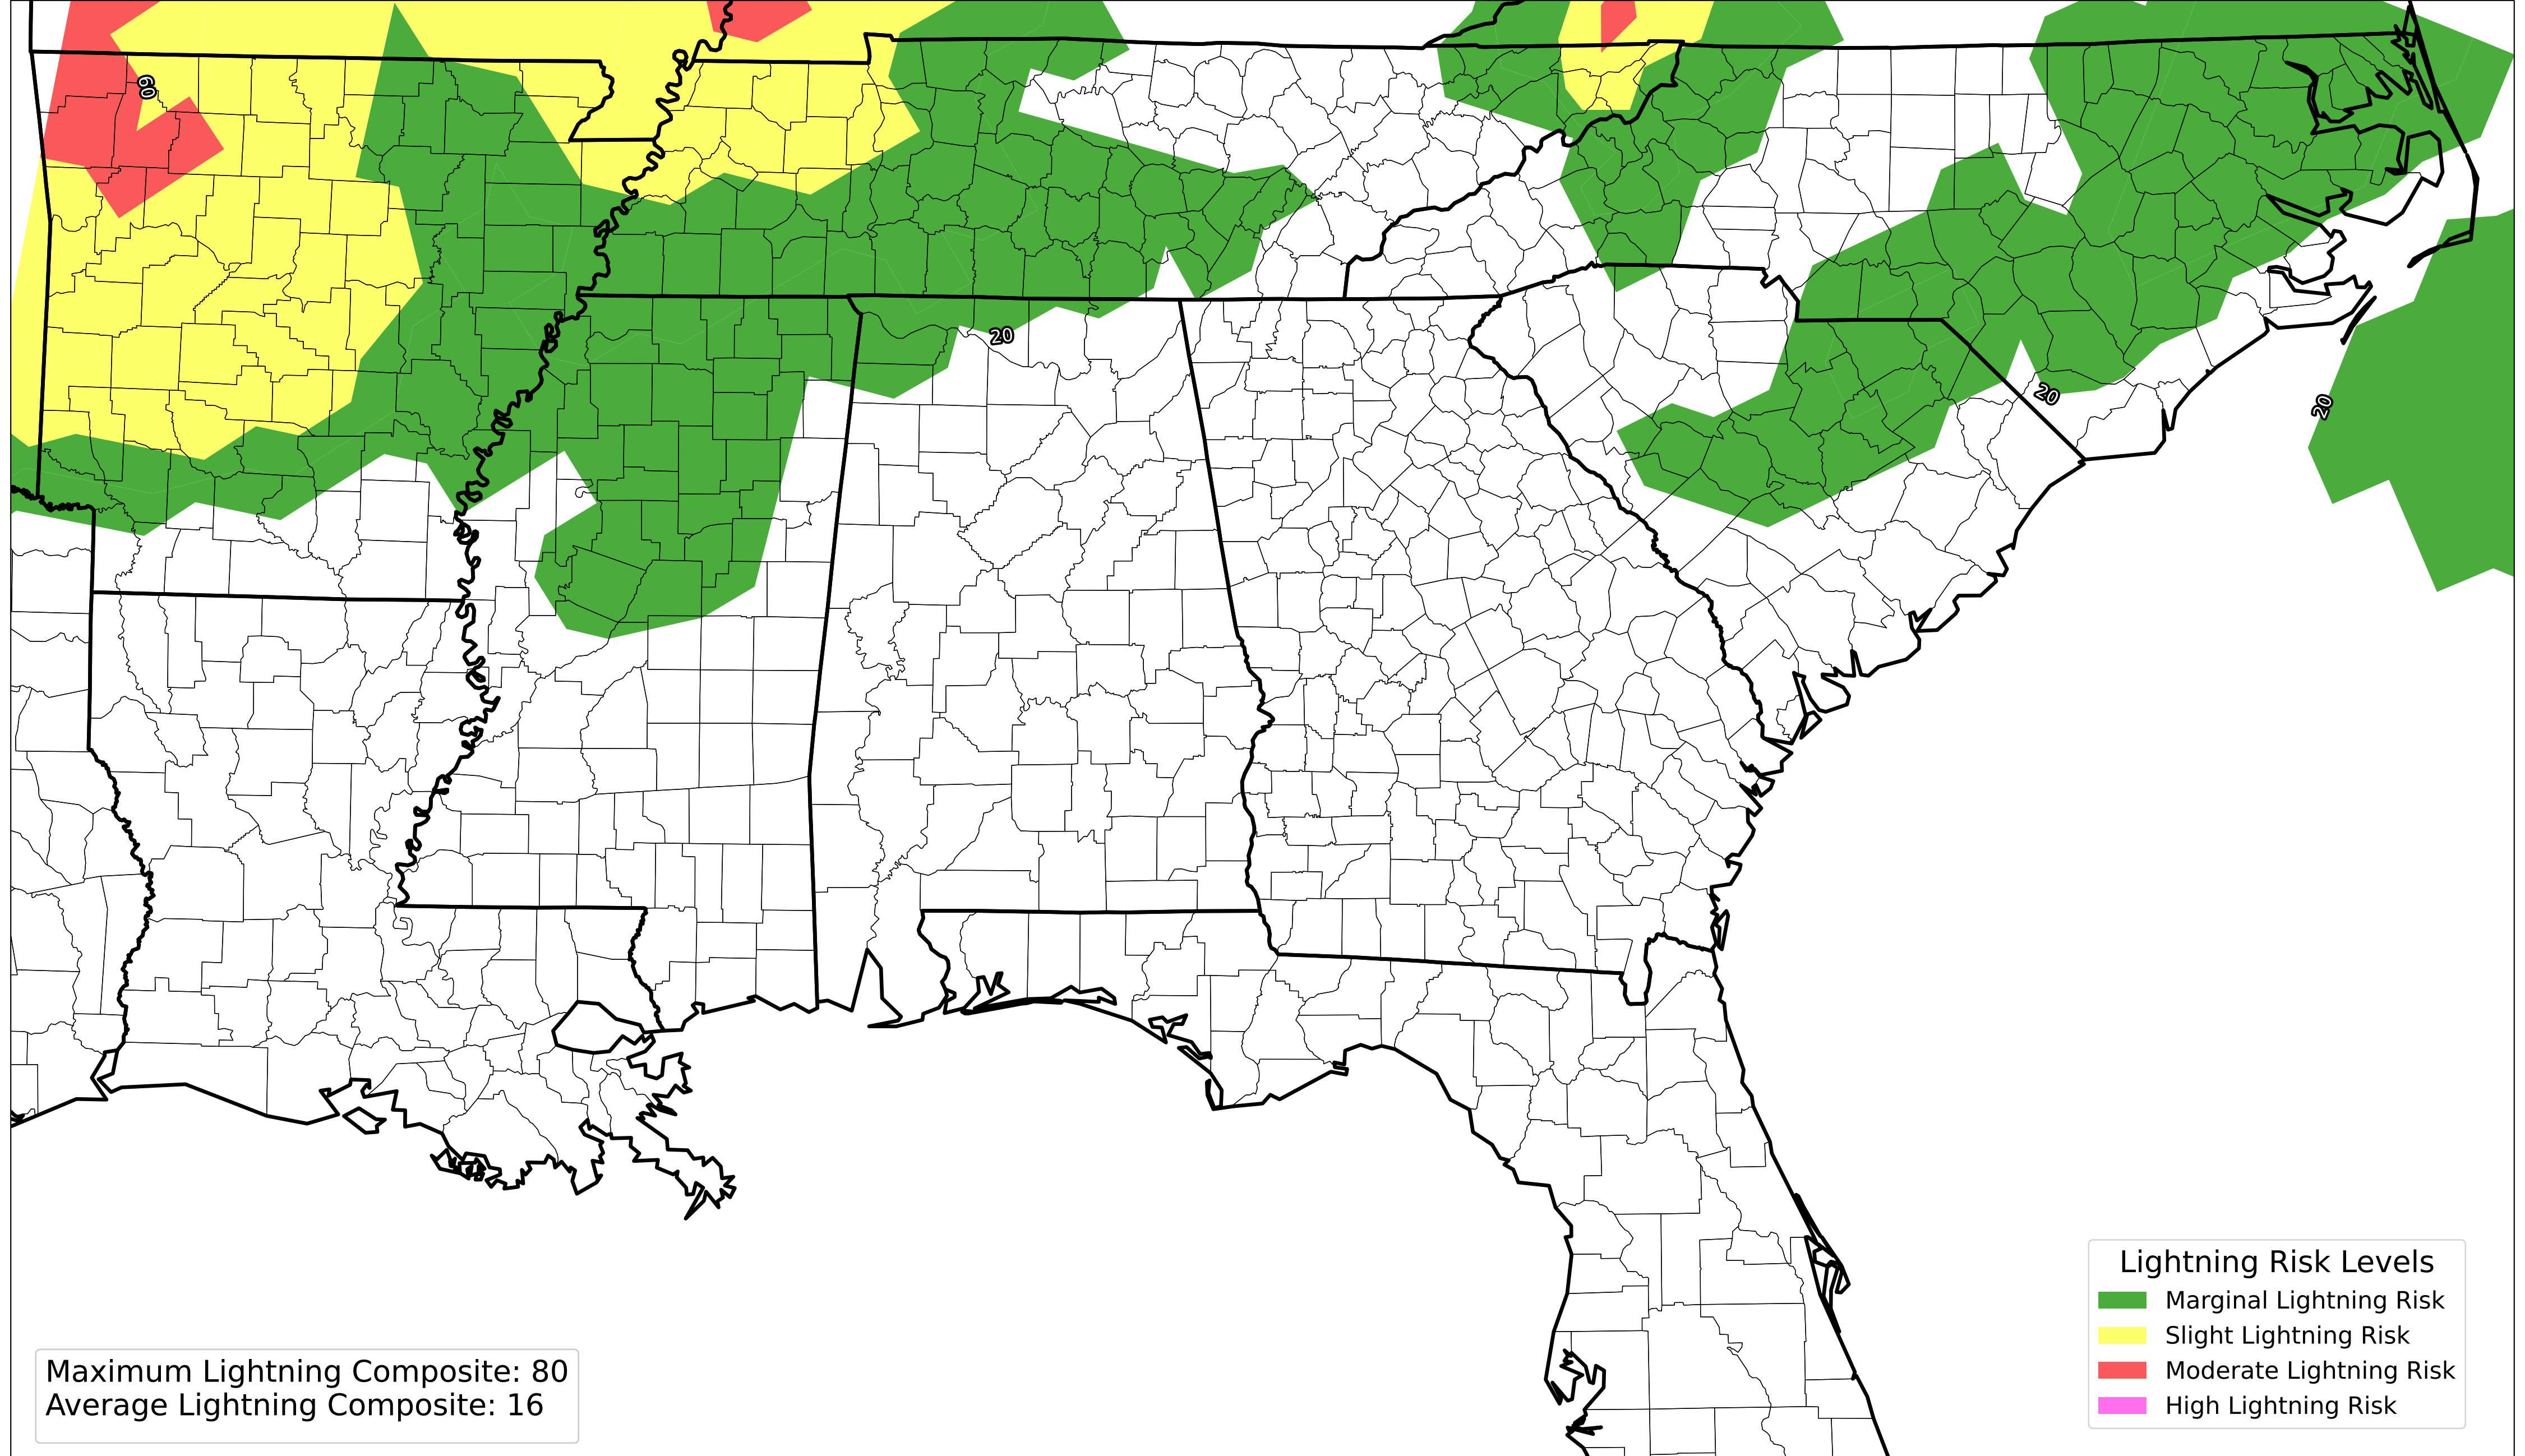 60
20
20
20
Lightning Risk Levels
Marginal Lightning Risk
Slight Lightning Risk
Moderate Lightning Risk
High Lightning Risk
Maximum Lightning Composite: 80
Average Lightning Composite: 16